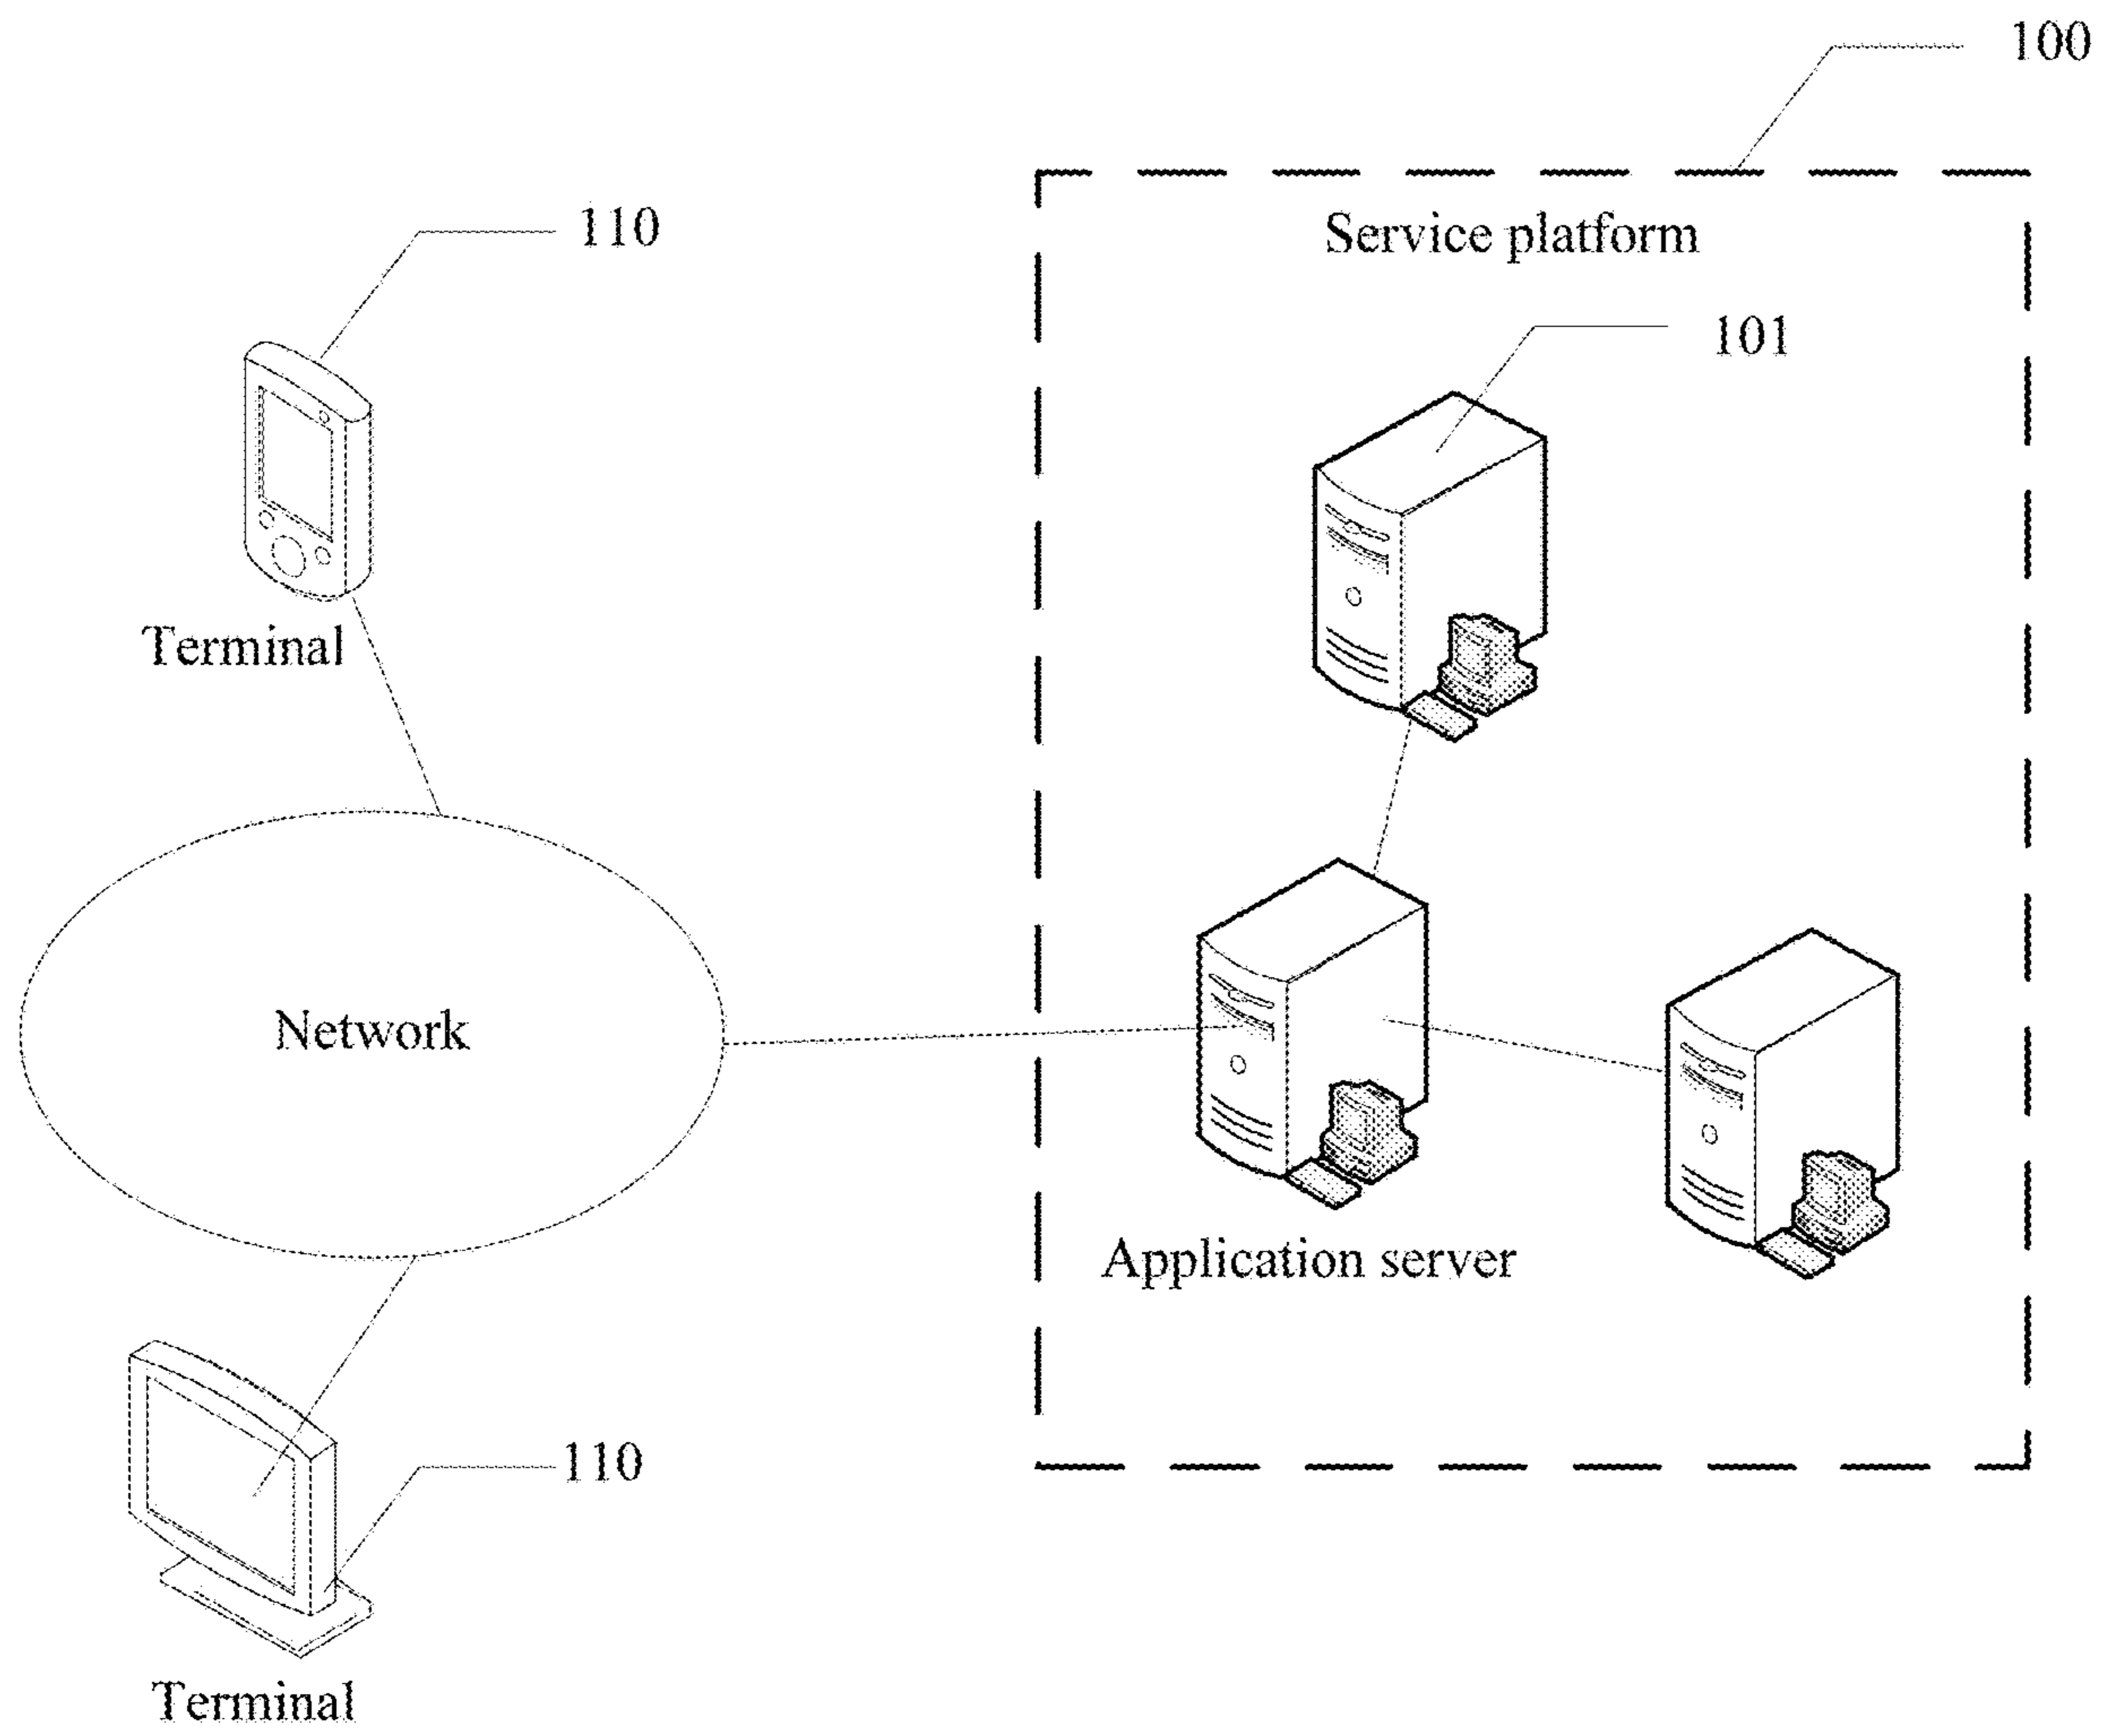 100
110
Service platform
101
Terminal
Network
Application server
110
Terminal